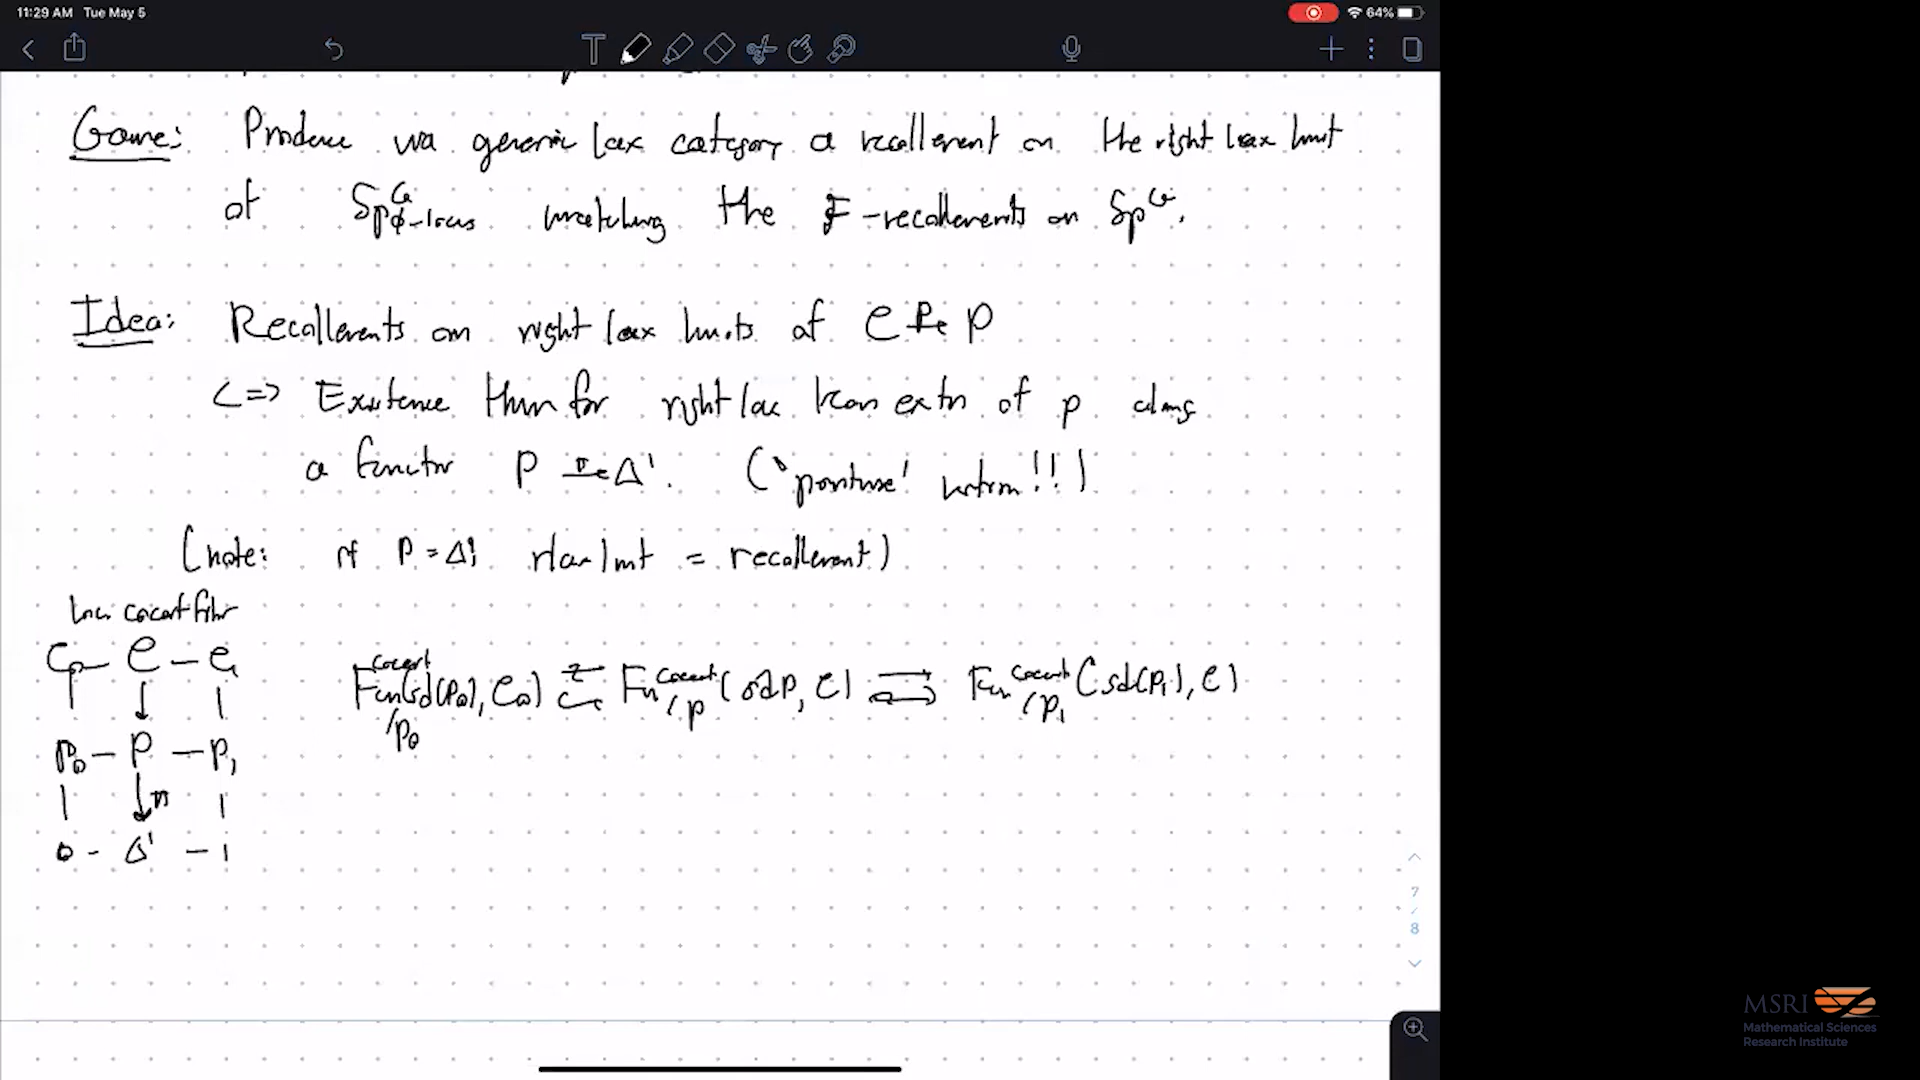 11:29 AM Tue May 5
64%
Game: Produce via generic lax category a recollement on the right lax limit
of Sp^G_ϕ-locus matching the F-recollements on Sp^G.
Idea: Recollements on right lax limits of C P
<=> Existence thm for right lax Kan extn of p along
a functor P π Δ¹. ('positive' !!)
(note: if P = Δ¹, rlax lmt = recollement)
loc. cocart fibr
C₀ – C – C₁
P₀ – P – P₁
π
0 – Δ¹ – 1
Fun^cocart_/P₀(sd(P₀), C₀) ⇄ Fun^cocart_/P(sd P, C) ⇄ Fun^cocart_/P₁(sd(P₁), C)
7
/
8
MSRI
Mathematical Sciences
Research Institute